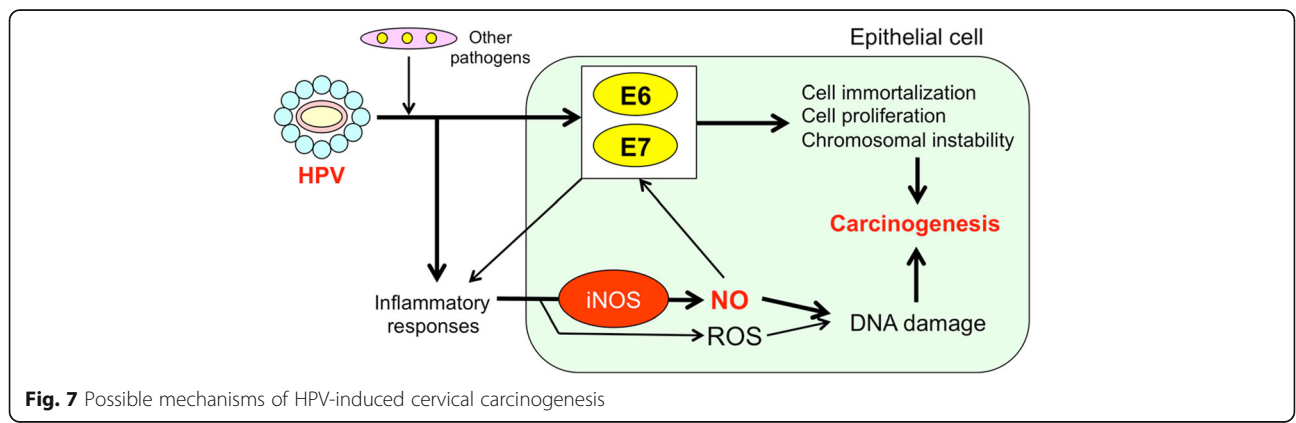 Other
pathogens
Epithelial cell
HPV
E6
E7
Cell immortalization
Cell proliferation
Chromosomal instability
Carcinogenesis
Inflammatory
responses
iNOS
NO
ROS
DNA damage
Fig. 7 Possible mechanisms of HPV-induced cervical carcinogenesis